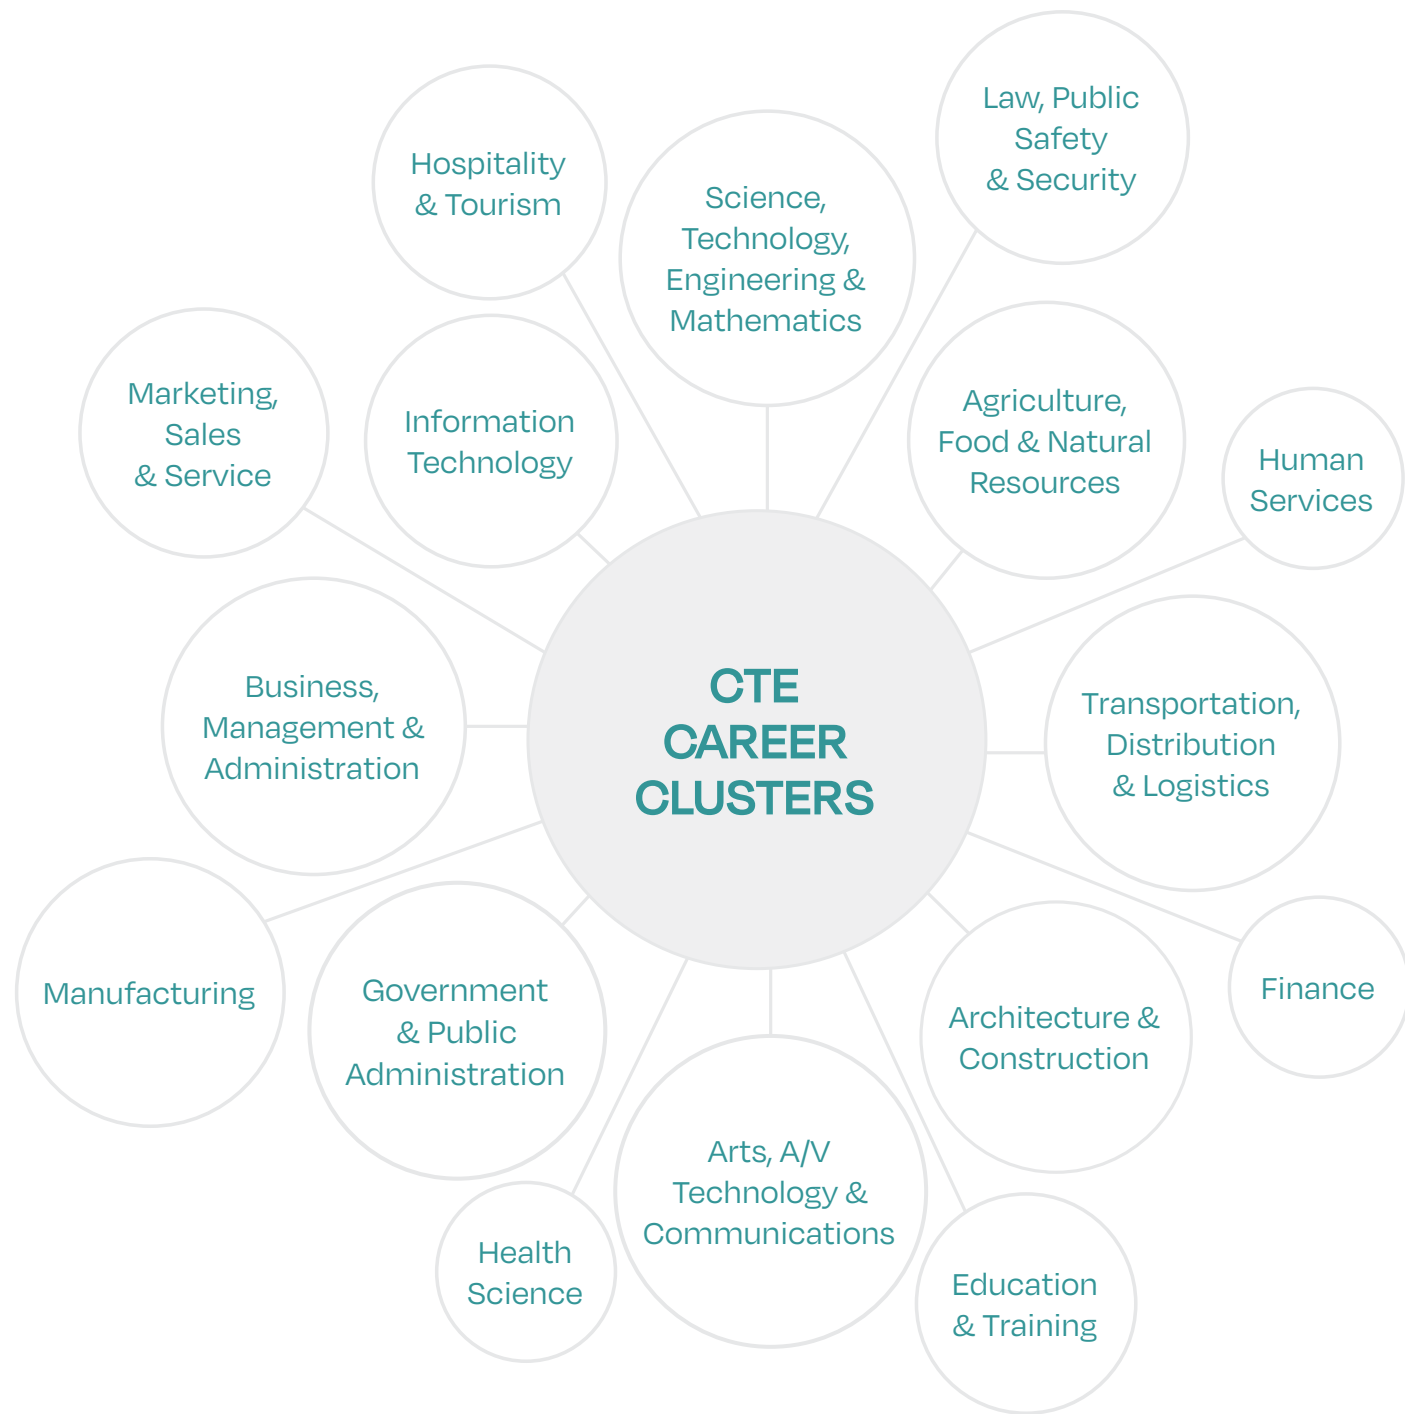 Law, Public
Safety
& Security
Hospitality
& Tourism
Science,
Technology,
Engineering &
Mathematics
Marketing,
Sales
& Service
Information
Technology
Agriculture,
Food & Natural
Resources
Human
Services
Business,
Management &
Administration
CTE
CAREER
CLUSTERS
Transportation,
Distribution
& Logistics
Manufacturing
Government
& Public
Administration
Architecture &
Construction
Finance
Health
Science
Arts, A/V
Technology &
Communications
Education
& Training